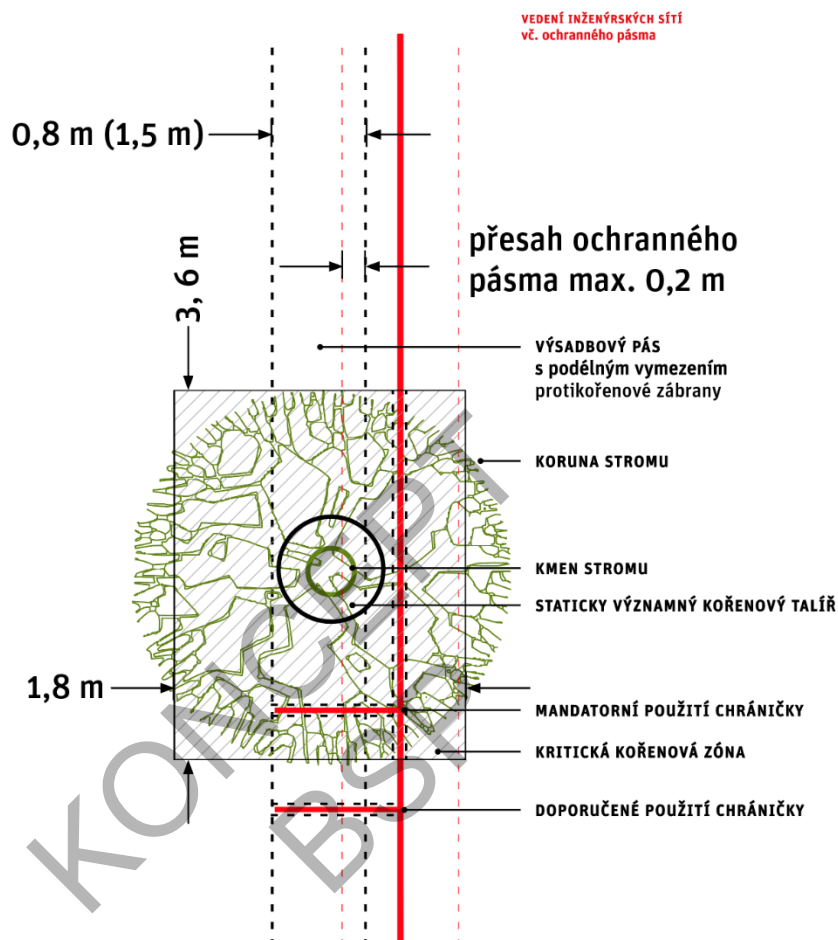 VEDENÍ INŽENÝRSKÝCH SÍTÍ
vč. ochranného pásma
0,8 m (1,5 m)
přesah ochranného
pásma max. 0,2 m
3, 6 m
VÝSADBOVÝ PÁS
s podélným vymezením
protikořenové zábrany
KORUNA STROMU
KMEN STROMU
STATICKY VÝZNAMNÝ KOŘENOVÝ TALÍŘ
1,8 m
MANDATORNÍ POUŽITÍ CHRÁNIČKY
KRITICKÁ KOŘENOVÁ ZÓNA
DOPORUČENÉ POUŽITÍ CHRÁNIČKY
KONCEPT
BSP